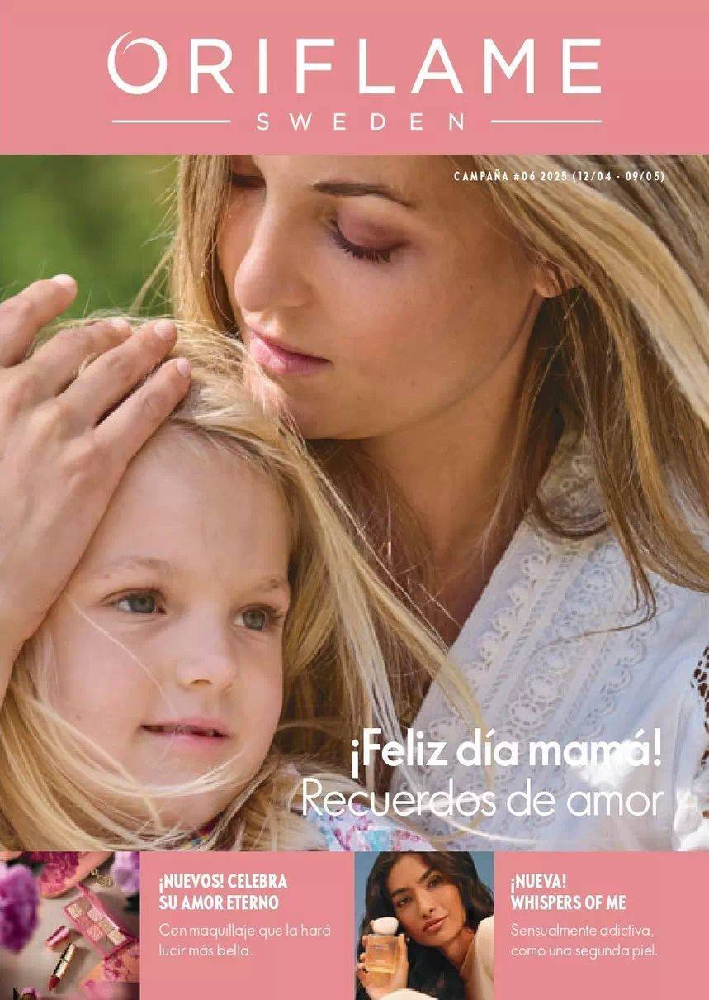 ORIFLAME
SWEDEN
CAMPAÑA #06 2025 (12/04 - 09/05)
¡Feliz día mamá!
Recuerdos de amor
¡NUEVOS! CELEBRA
SU AMOR ETERNO
Con maquillaje que la hará
lucir más bella.
¡NUEVA!
WHISPERS OF ME
Sensualmente adictiva,
como una segunda piel.